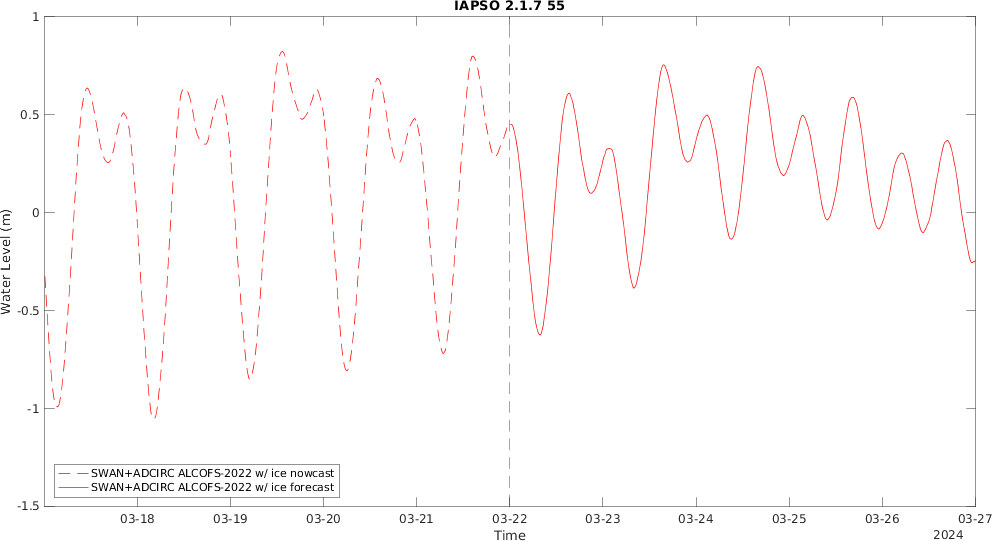 IAPSO 2.1.7 55
1
0.5
0
-0.5
-1
-1.5
Water Level (m)
SWAN+ADCIRC ALCOFS-2022 w/ ice nowcast
SWAN+ADCIRC ALCOFS-2022 w/ ice forecast
03-18 03-19 03-20 03-21 03-22 03-23 03-24 03-25 03-26 03-27
Time
2024